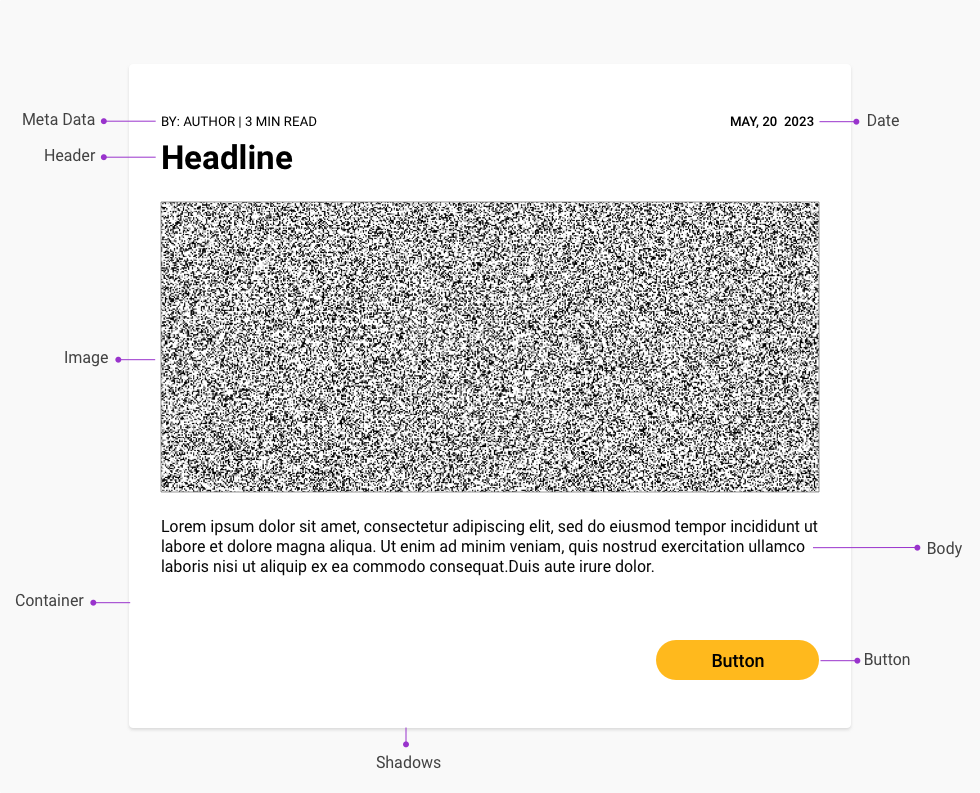 Meta Data
BY: AUTHOR | 3 MIN READ
MAY, 20  2023
Date
Header
Headline
Image
Lorem ipsum dolor sit amet, consectetur adipiscing elit, sed do eiusmod tempor incididunt ut
labore et dolore magna aliqua. Ut enim ad minim veniam, quis nostrud exercitation ullamco
laboris nisi ut aliquip ex ea commodo consequat.Duis aute irure dolor.
Body
Container
Button
Button
Shadows